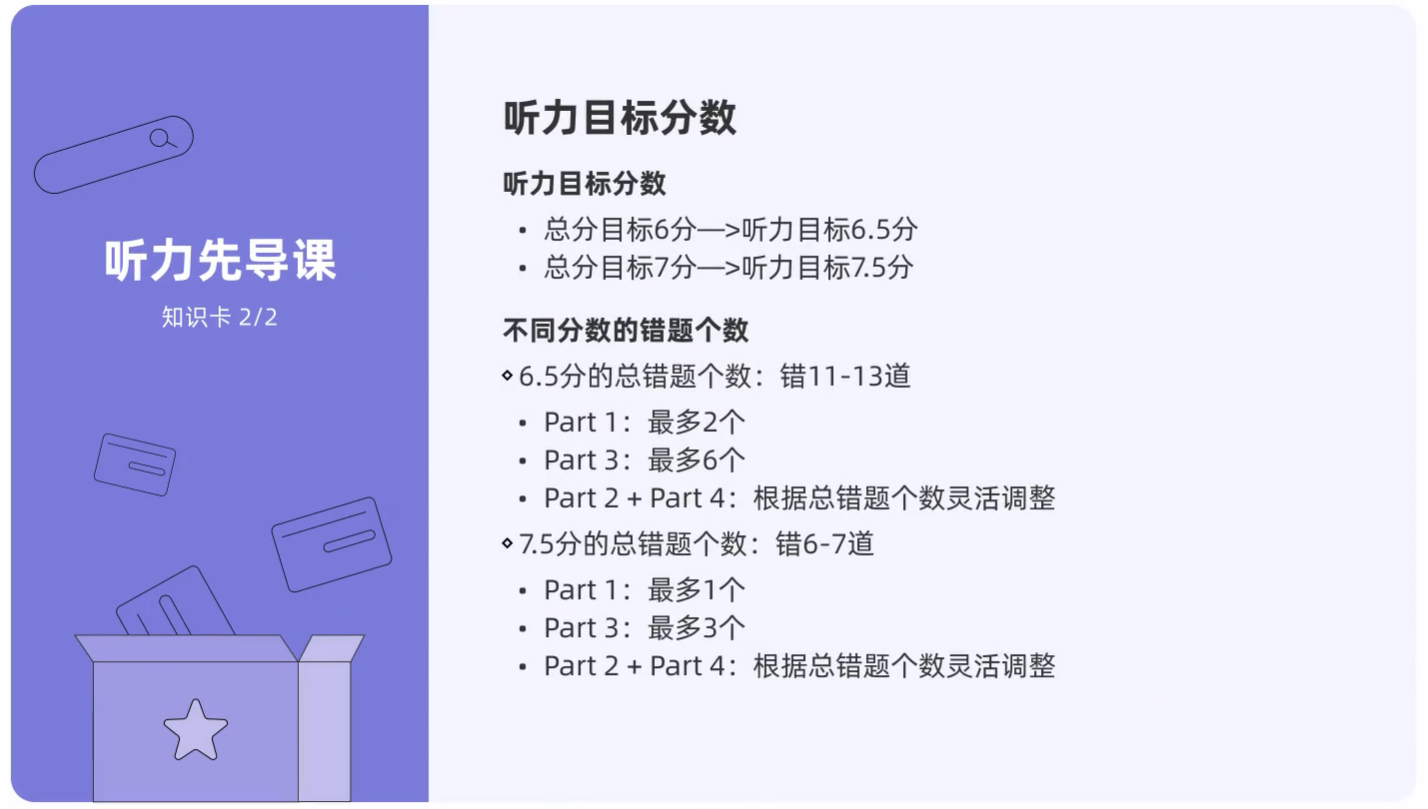 听力先导课
知识卡 2/2
听力目标分数
听力目标分数
• 总分目标6分—>听力目标6.5分
• 总分目标7分—>听力目标7.5分
不同分数的错题个数
⋄ 6.5分的总错题个数：错11-13道
• Part 1：最多2个
• Part 3：最多6个
• Part 2 + Part 4：根据总错题个数灵活调整
⋄ 7.5分的总错题个数：错6-7道
• Part 1：最多1个
• Part 3：最多3个
• Part 2 + Part 4：根据总错题个数灵活调整